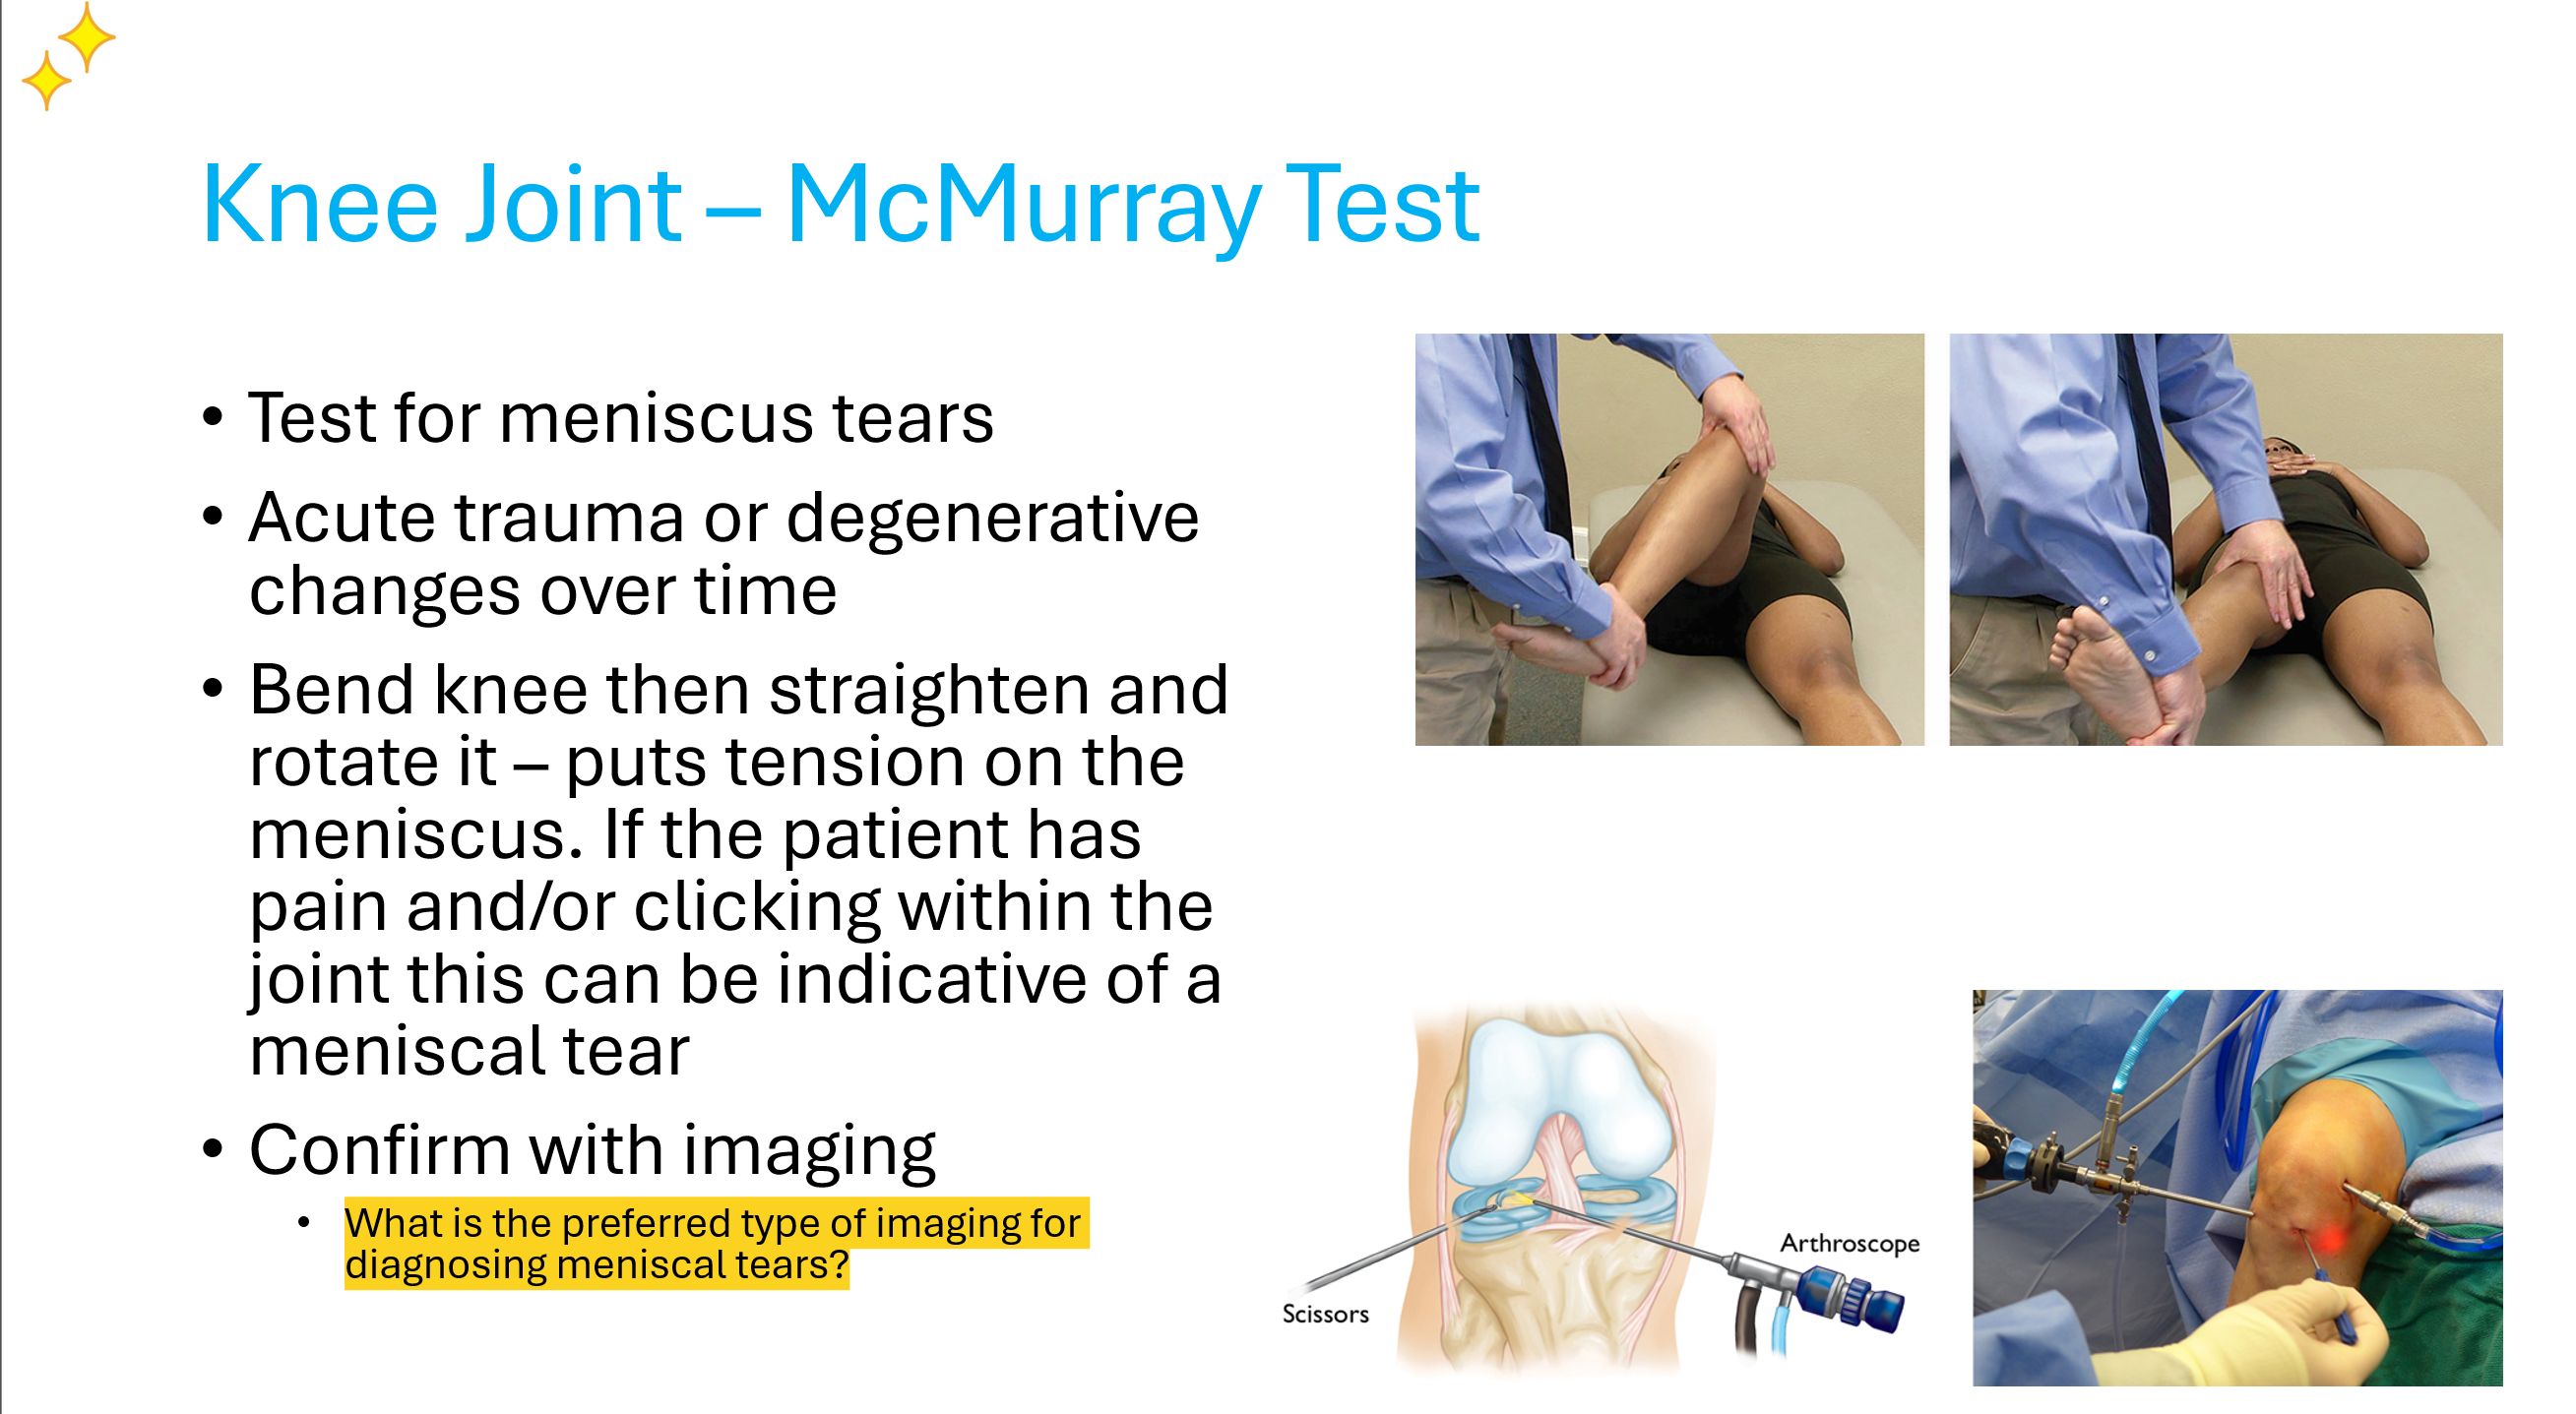 Knee Joint – McMurray Test
• Test for meniscus tears
• Acute trauma or degenerative
changes over time
• Bend knee then straighten and
rotate it – puts tension on the
meniscus. If the patient has
pain and/or clicking within the
joint this can be indicative of a
meniscal tear
• Confirm with imaging
• What is the preferred type of imaging for
diagnosing meniscal tears?
Arthroscope
Scissors